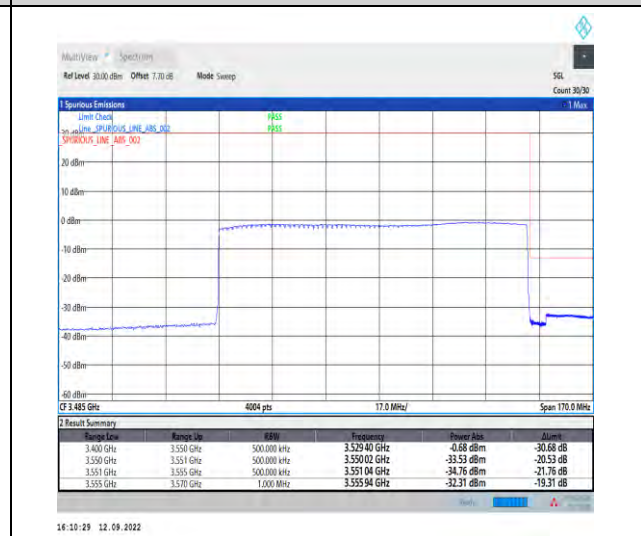 MultiView Spectrum
Ref Level 30.00 dBm Offset 7.70 dB Mode Sweep SGL
Count 30/30
1 Spurious Emissions 1 Max
Limit Check PASS
Line _SPURIOUS_LINE_ABS_002 PASS
_SPURIOUS_LINE_ABS_002
20 dBm
10 dBm
0 dBm
-10 dBm
-20 dBm
-30 dBm
-40 dBm
-50 dBm
-60 dBm
CF 3.485 GHz 4004 pts 17.0 MHz/ Span 170.0 MHz
2 Result Summary
Range Low Range Up RBW Frequency Power Abs ΔLimit
3.400 GHz 3.550 GHz 500.000 kHz 3.529 40 GHz -0.68 dBm -30.68 dB
3.550 GHz 3.551 GHz 500.000 kHz 3.550 02 GHz -33.53 dBm -20.53 dB
3.551 GHz 3.555 GHz 500.000 kHz 3.551 04 GHz -34.76 dBm -21.76 dB
3.555 GHz 3.570 GHz 1.000 MHz 3.555 94 GHz -32.31 dBm -19.31 dB
Ready
16:10:29 12.09.2022